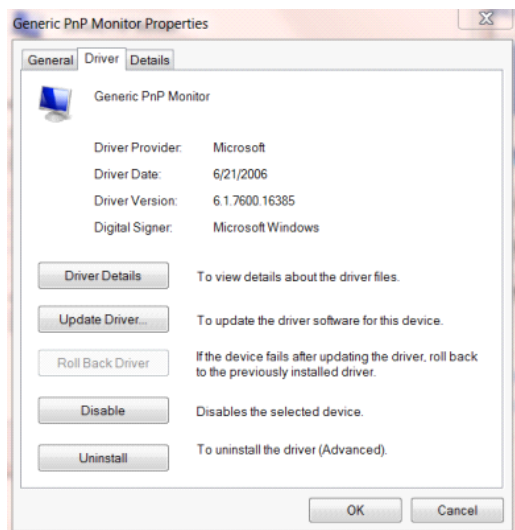 Generic PnP Monitor Properties
General Driver Details
Generic PnP Monitor
Driver Provider: Microsoft
Driver Date: 6/21/2006
Driver Version: 6.1.7600.16385
Digital Signer: Microsoft Windows
Driver Details To view details about the driver files.
Update Driver... To update the driver software for this device.
Roll Back Driver If the device fails after updating the driver, roll back
to the previously installed driver.
Disable Disables the selected device.
Uninstall To uninstall the driver (Advanced).
OK Cancel